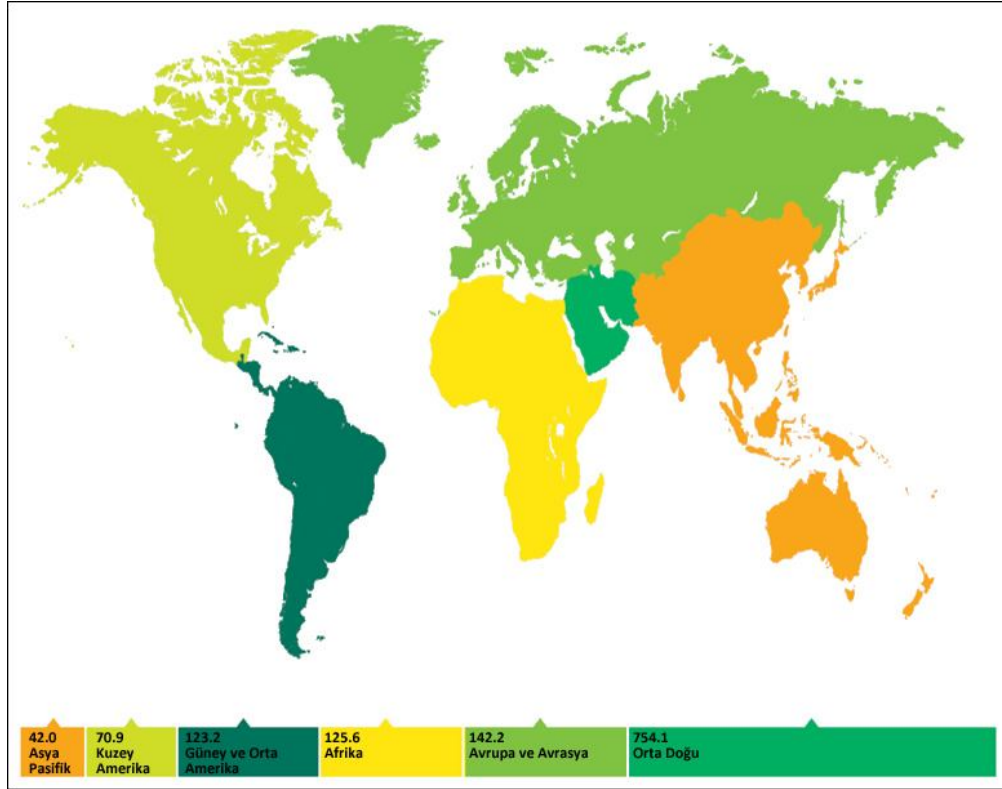 42.0
Asya
Pasifik
70.9
Kuzey
Amerika
123.2
Güney ve Orta
Amerika
125.6
Afrika
142.2
Avrupa ve Avrasya
754.1
Orta Doğu